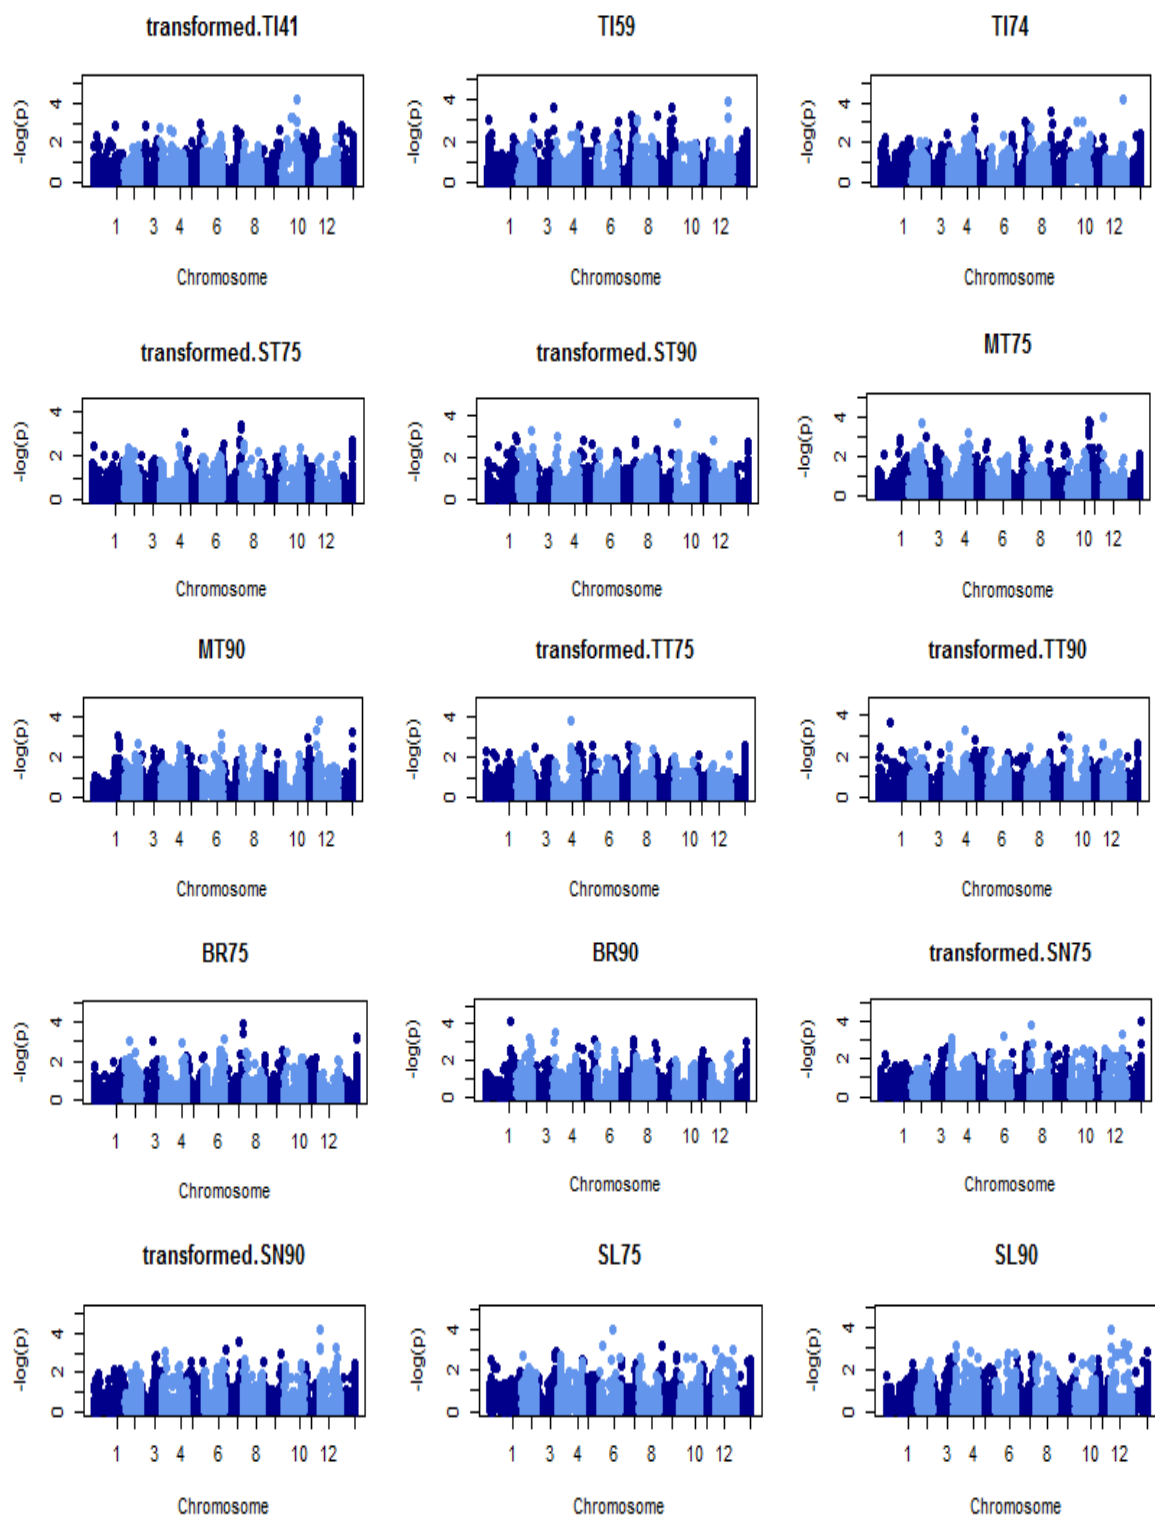 transformed.TI41 TI59 TI74
-log(p) 4 2 0 -log(p) 4 2 0 -log(p) 4 2 0
1 3 4 6 8 10 12 1 3 4 6 8 10 12 1 3 4 6 8 10 12
Chromosome Chromosome Chromosome
transformed.ST75 transformed.ST90 MT75
-log(p) 4 2 0 -log(p) 4 2 0 -log(p) 4 2 0
1 3 4 6 8 10 12 1 3 4 6 8 10 12 1 3 4 6 8 10 12
Chromosome Chromosome Chromosome
MT90 transformed.TT75 transformed.TT90
-log(p) 4 2 0 -log(p) 4 2 0 -log(p) 4 2 0
1 3 4 6 8 10 12 1 3 4 6 8 10 12 1 3 4 6 8 10 12
Chromosome Chromosome Chromosome
BR75 BR90 transformed.SN75
-log(p) 4 2 0 -log(p) 4 2 0 -log(p) 4 2 0
1 3 4 6 8 10 12 1 3 4 6 8 10 12 1 3 4 6 8 10 12
Chromosome Chromosome Chromosome
transformed.SN90 SL75 SL90
-log(p) 4 2 0 -log(p) 4 2 0 -log(p) 4 2 0
1 3 4 6 8 10 12 1 3 4 6 8 10 12 1 3 4 6 8 10 12
Chromosome Chromosome Chromosome